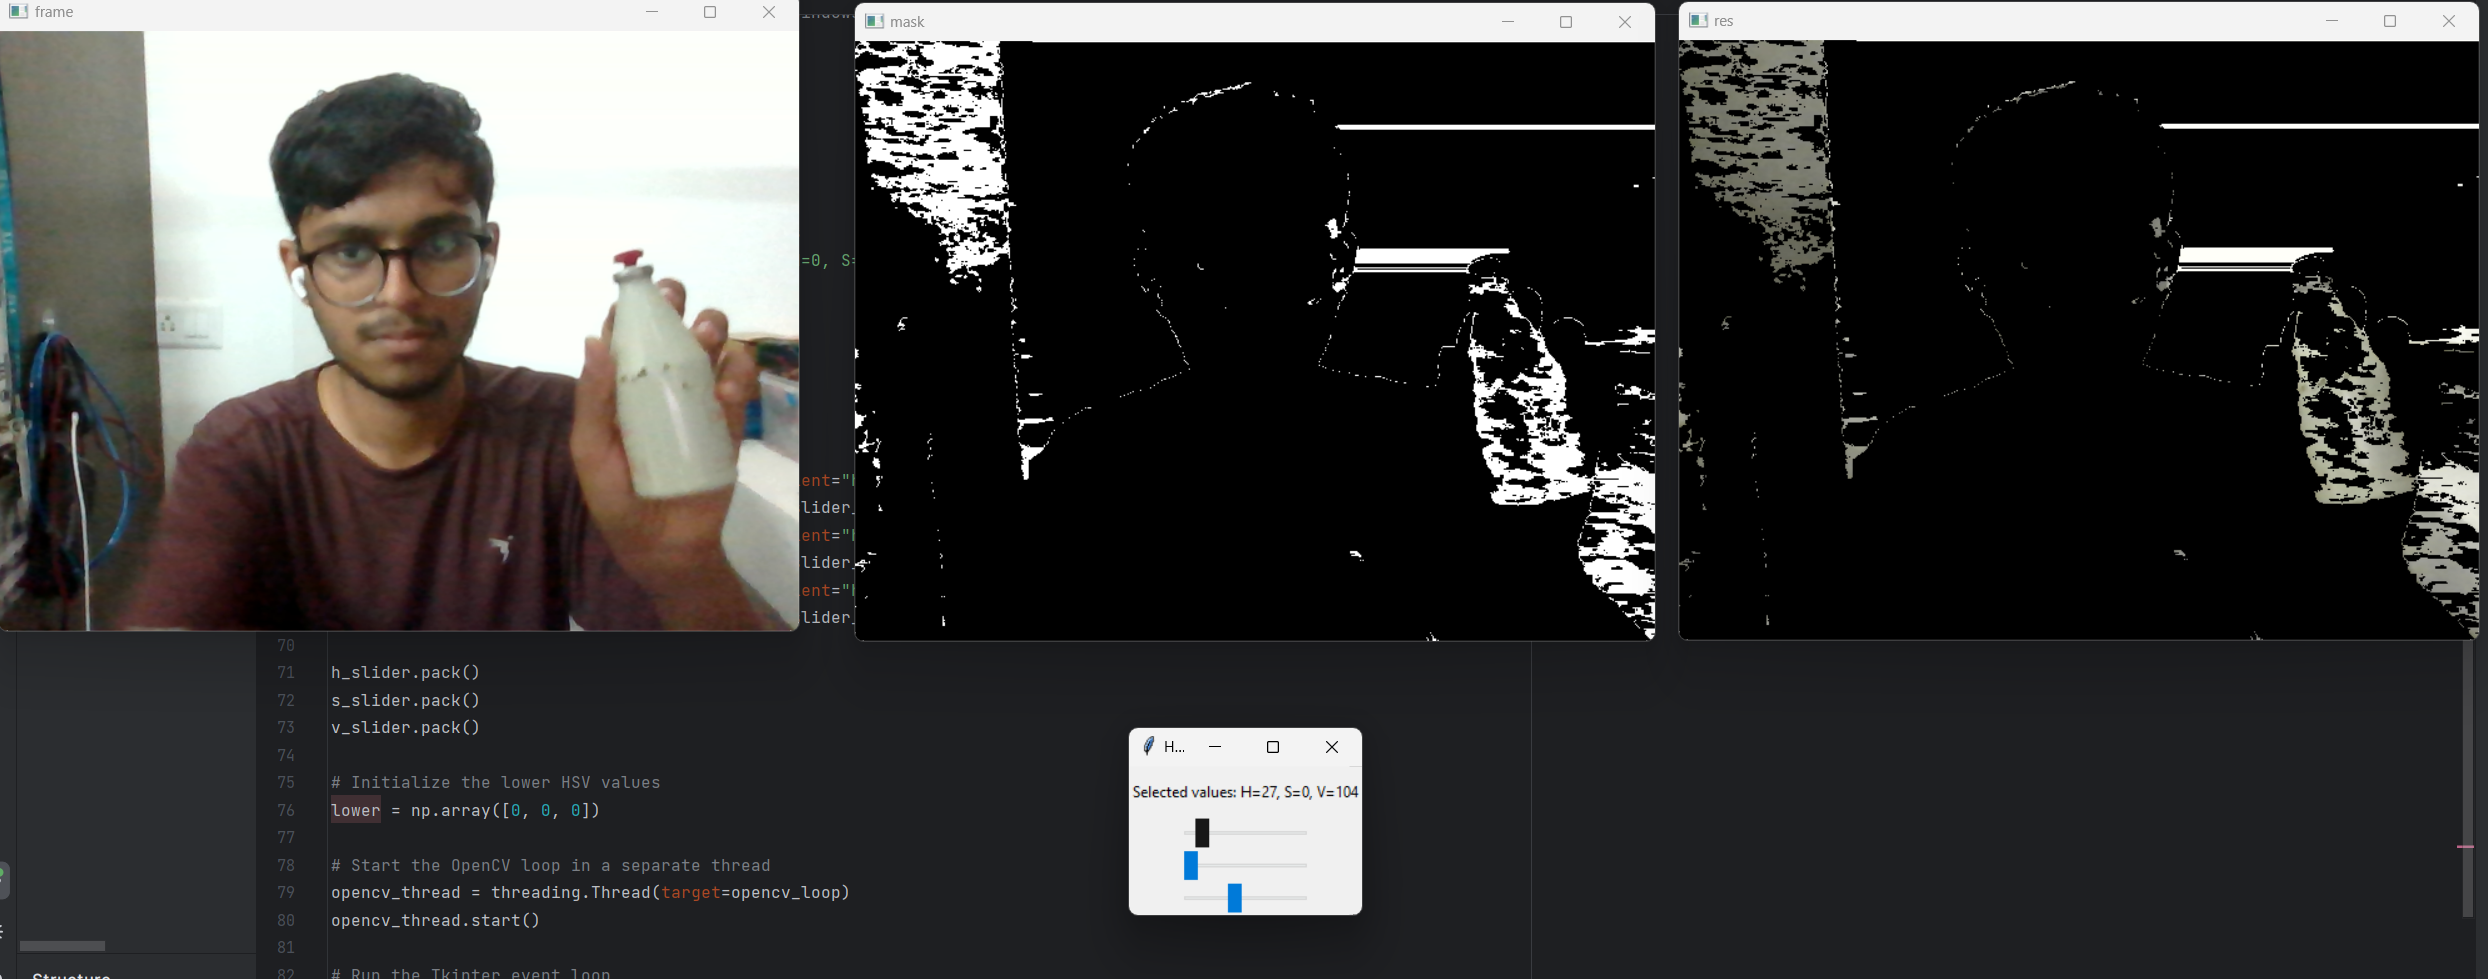 frame
mask
res
=0, S=
ent="h
lider_
ent="h
lider_
ent="h
lider_
70
71 h_slider.pack()
72 s_slider.pack()
73 v_slider.pack()
74
75 # Initialize the lower HSV values
76 lower = np.array([0, 0, 0])
77
78 # Start the OpenCV loop in a separate thread
79 opencv_thread = threading.Thread(target=opencv_loop)
80 opencv_thread.start()
81
82 # Run the Tkinter event loop
H...
Selected values: H=27, S=0, V=104
Structure